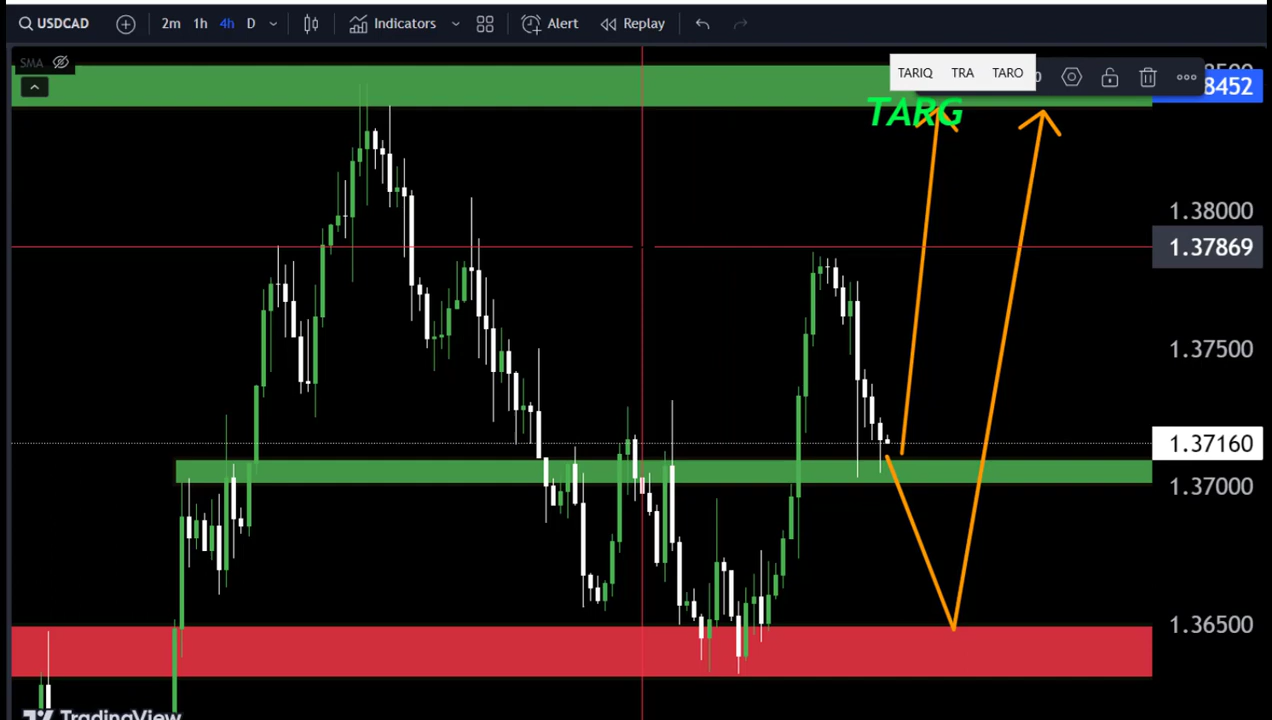 USDCAD 2m 1h 4h D Indicators Alert Replay
SMA
TARIQ TRA TARO
8452
TARG
1.38000
1.37869
1.37500
1.37160
1.37000
1.36500
TradingView